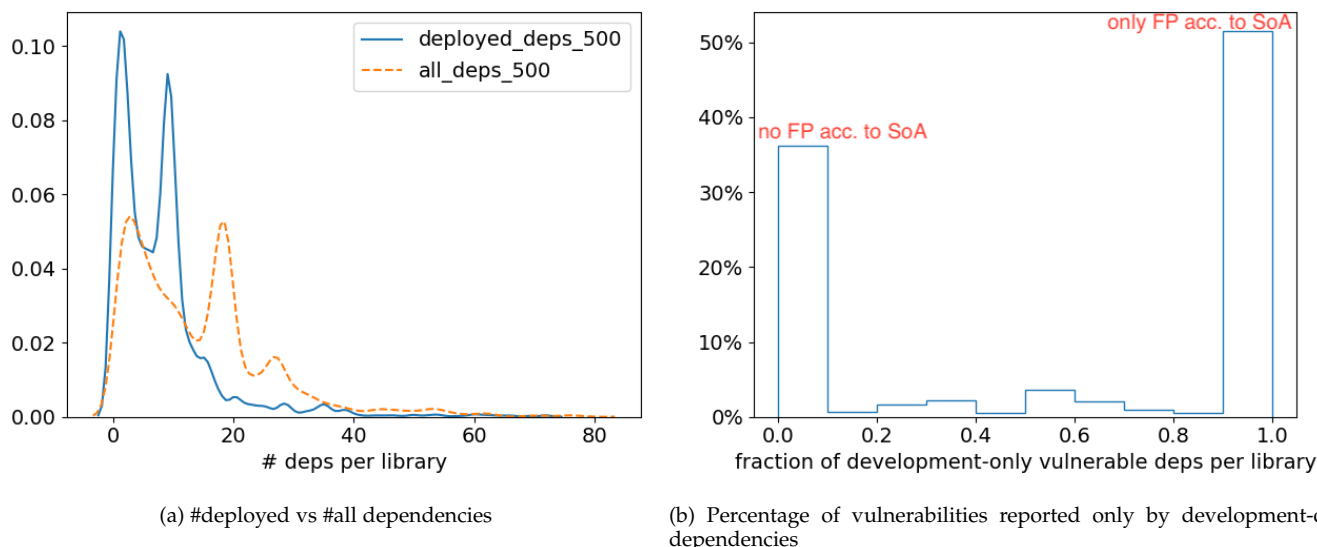 0.10
0.08
0.06
0.04
0.02
0.00
0
20
40
60
80
# deps per library
deployed_deps_500
all_deps_500
(a) #deployed vs #all dependencies
50%
40%
30%
20%
10%
0%
0.0
0.2
0.4
0.6
0.8
1.0
fraction of development-only vulnerable deps per library
no FP acc. to SoA
only FP acc. to SoA
(b) Percentage of vulnerabilities reported only by development-
dependencies